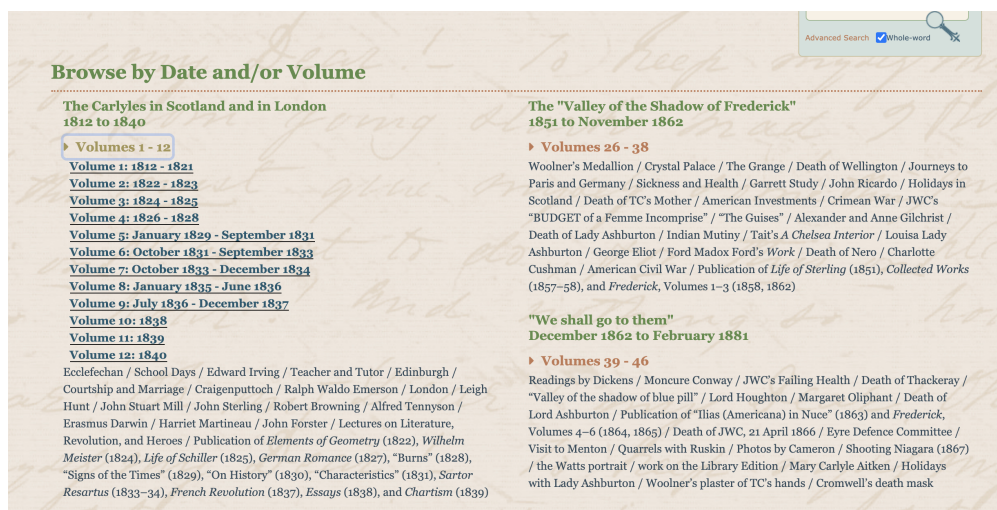 Advanced Search Whole-word
Browse by Date and/or Volume
The Carlyles in Scotland and in London
1812 to 1840
Volumes 1 - 12
Volume 1: 1812 - 1821
Volume 2: 1822 - 1823
Volume 3: 1824 - 1825
Volume 4: 1826 - 1828
Volume 5: January 1829 - September 1831
Volume 6: October 1831 - September 1833
Volume 7: October 1833 - December 1834
Volume 8: January 1835 - June 1836
Volume 9: July 1836 - December 1837
Volume 10: 1838
Volume 11: 1839
Volume 12: 1840
Ecclefechan / School Days / Edward Irving / Teacher and Tutor / Edinburgh /
Courtship and Marriage / Craigenputtoch / Ralph Waldo Emerson / London / Leigh
Hunt / John Stuart Mill / John Sterling / Robert Browning / Alfred Tennyson /
Erasmus Darwin / Harriet Martineau / John Forster / Lectures on Literature,
Revolution, and Heroes / Publication of Elements of Geometry (1822), Wilhelm
Meister (1824), Life of Schiller (1825), German Romance (1827), “Burns” (1828),
“Signs of the Times” (1829), “On History” (1830), “Characteristics” (1831), Sartor
Resartus (1833–34), French Revolution (1837), Essays (1838), and Chartism (1839)
The "Valley of the Shadow of Frederick"
1851 to November 1862
Volumes 26 - 38
Woolner's Medallion / Crystal Palace / The Grange / Death of Wellington / Journeys to
Paris and Germany / Sickness and Health / Garrett Study / John Ricardo / Holidays in
Scotland / Death of TC's Mother / American Investments / Crimean War / JWC’s
“BUDGET of a Femme Incomprise” / “The Guises” / Alexander and Anne Gilchrist /
Death of Lady Ashburton / Indian Mutiny / Tait’s A Chelsea Interior / Louisa Lady
Ashburton / George Eliot / Ford Madox Ford’s Work / Death of Nero / Charlotte
Cushman / American Civil War / Publication of Life of Sterling (1851), Collected Works
(1857–58), and Frederick, Volumes 1–3 (1858, 1862)
"We shall go to them"
December 1862 to February 1881
Volumes 39 - 46
Readings by Dickens / Moncure Conway / JWC’s Failing Health / Death of Thackeray /
“Valley of the shadow of blue pill” / Lord Houghton / Margaret Oliphant / Death of
Lord Ashburton / Publication of “Ilias (Americana) in Nuce” (1863) and Frederick,
Volumes 4–6 (1864, 1865) / Death of JWC, 21 April 1866 / Eyre Defence Committee /
Visit to Menton / Quarrels with Ruskin / Photos by Cameron / Shooting Niagara (1867)
/ the Watts portrait / work on the Library Edition / Mary Carlyle Aitken / Holidays
with Lady Ashburton / Woolner’s plaster of TC’s hands / Cromwell’s death mask